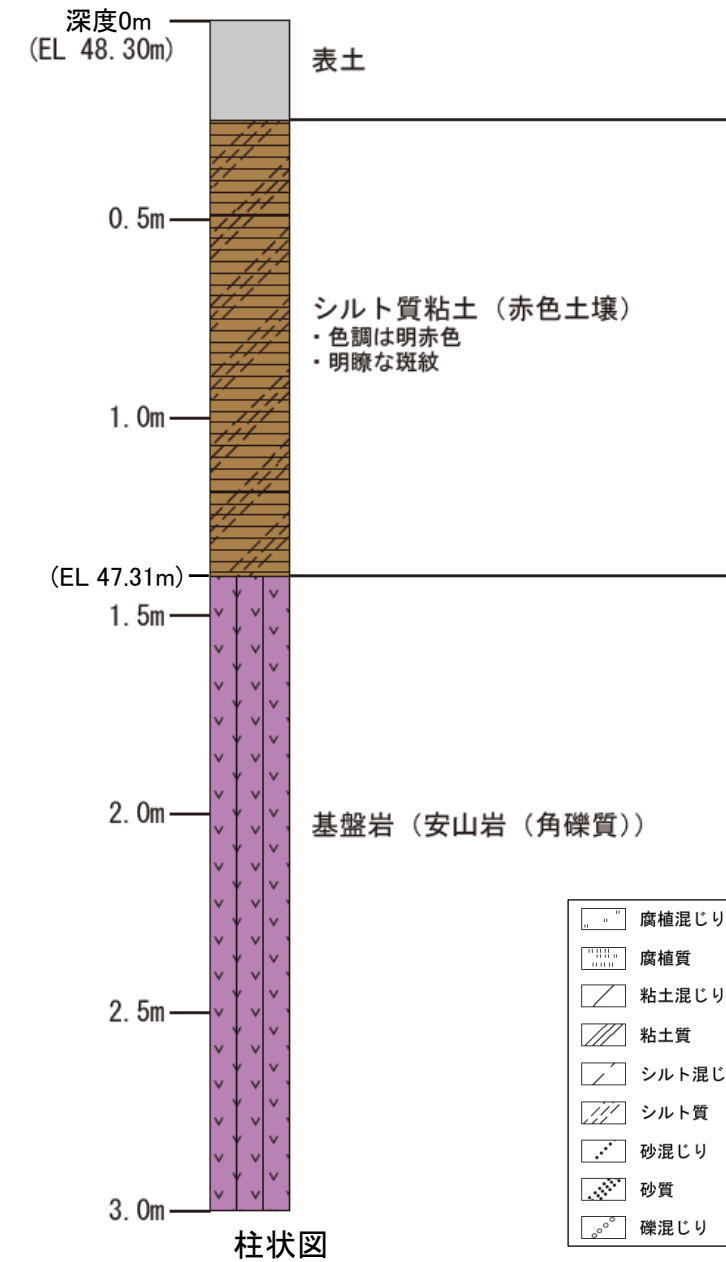 深度0m
(EL 48.30m)
表土
0.5m
シルト質粘土（赤色土壌）
・色調は明赤色
・明瞭な斑紋
1.0m
(EL 47.31m)
1.5m
2.0m
基盤岩（安山岩（角礫質））
2.5m
3.0m
柱状図
腐植混じり
腐植質
粘土混じり
粘土質
シルト混じ
シルト質
砂混じり
砂質
礫混じり